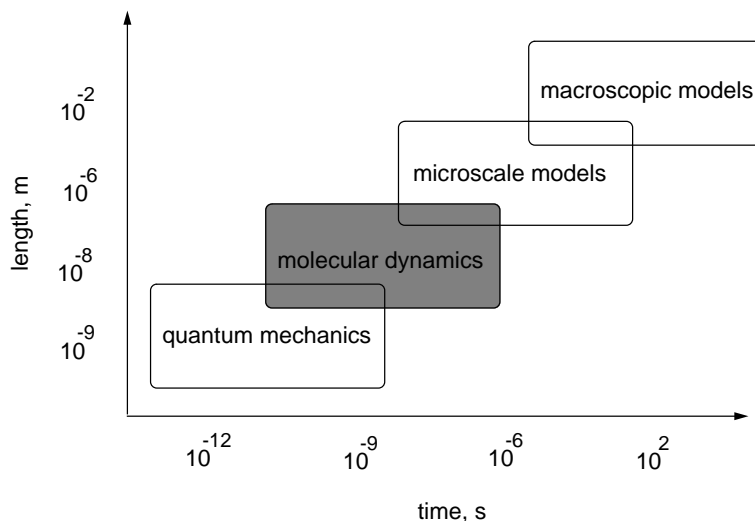 macroscopic models
10^-2
microscale models
10^-6
length, m
molecular dynamics
10^-8
quantum mechanics
10^-9
10^-12 10^-9 10^-6 10^2
time, s